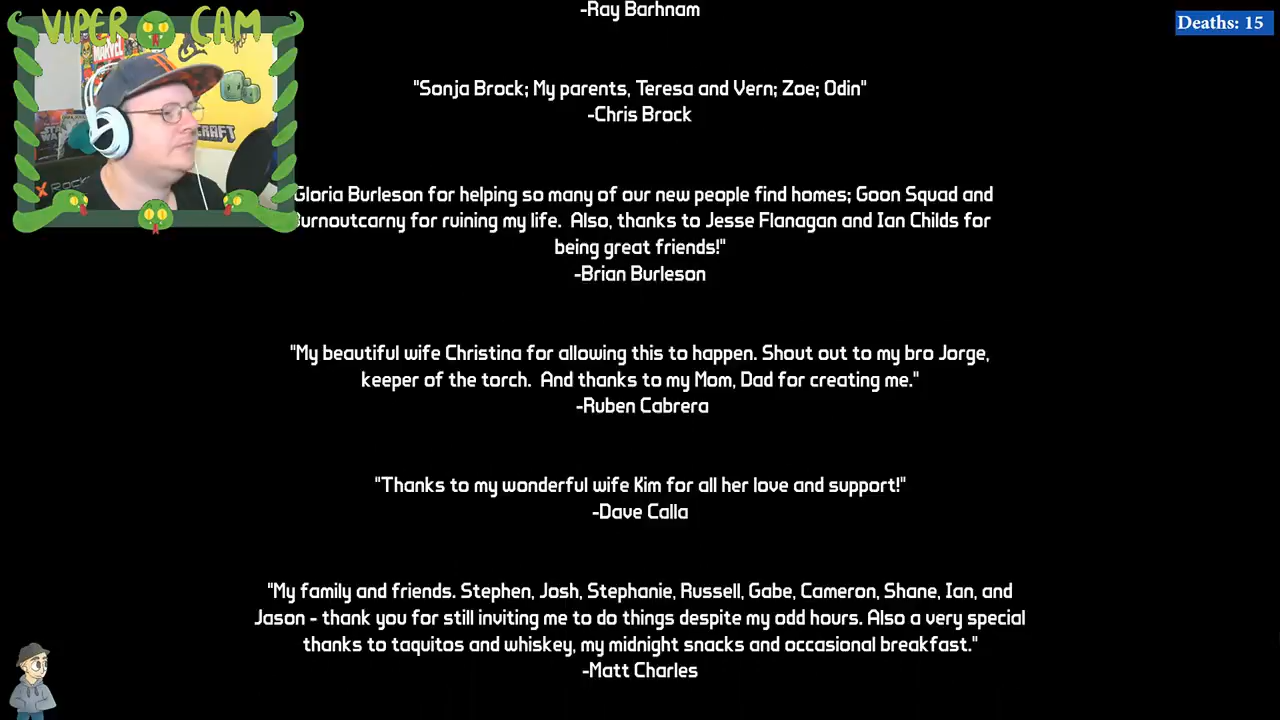 VIPER CAM
Deaths: 15
MARVEL
CRAFT
X ROCK
-Ray Barhnam
"Sonja Brock; My parents, Teresa and Vern; Zoe; Odin"
-Chris Brock
Gloria Burleson for helping so many of our new people find homes; Goon Squad and
Burnoutcarny for ruining my life. Also, thanks to Jesse Flanagan and Ian Childs for
being great friends!"
-Brian Burleson
"My beautiful wife Christina for allowing this to happen. Shout out to my bro Jorge,
keeper of the torch. And thanks to my Mom, Dad for creating me."
-Ruben Cabrera
"Thanks to my wonderful wife Kim for all her love and support!"
-Dave Calla
"My family and friends. Stephen, Josh, Stephanie, Russell, Gabe, Cameron, Shane, Ian, and
Jason - thank you for still inviting me to do things despite my odd hours. Also a very special
thanks to taquitos and whiskey, my midnight snacks and occasional breakfast."
-Matt Charles